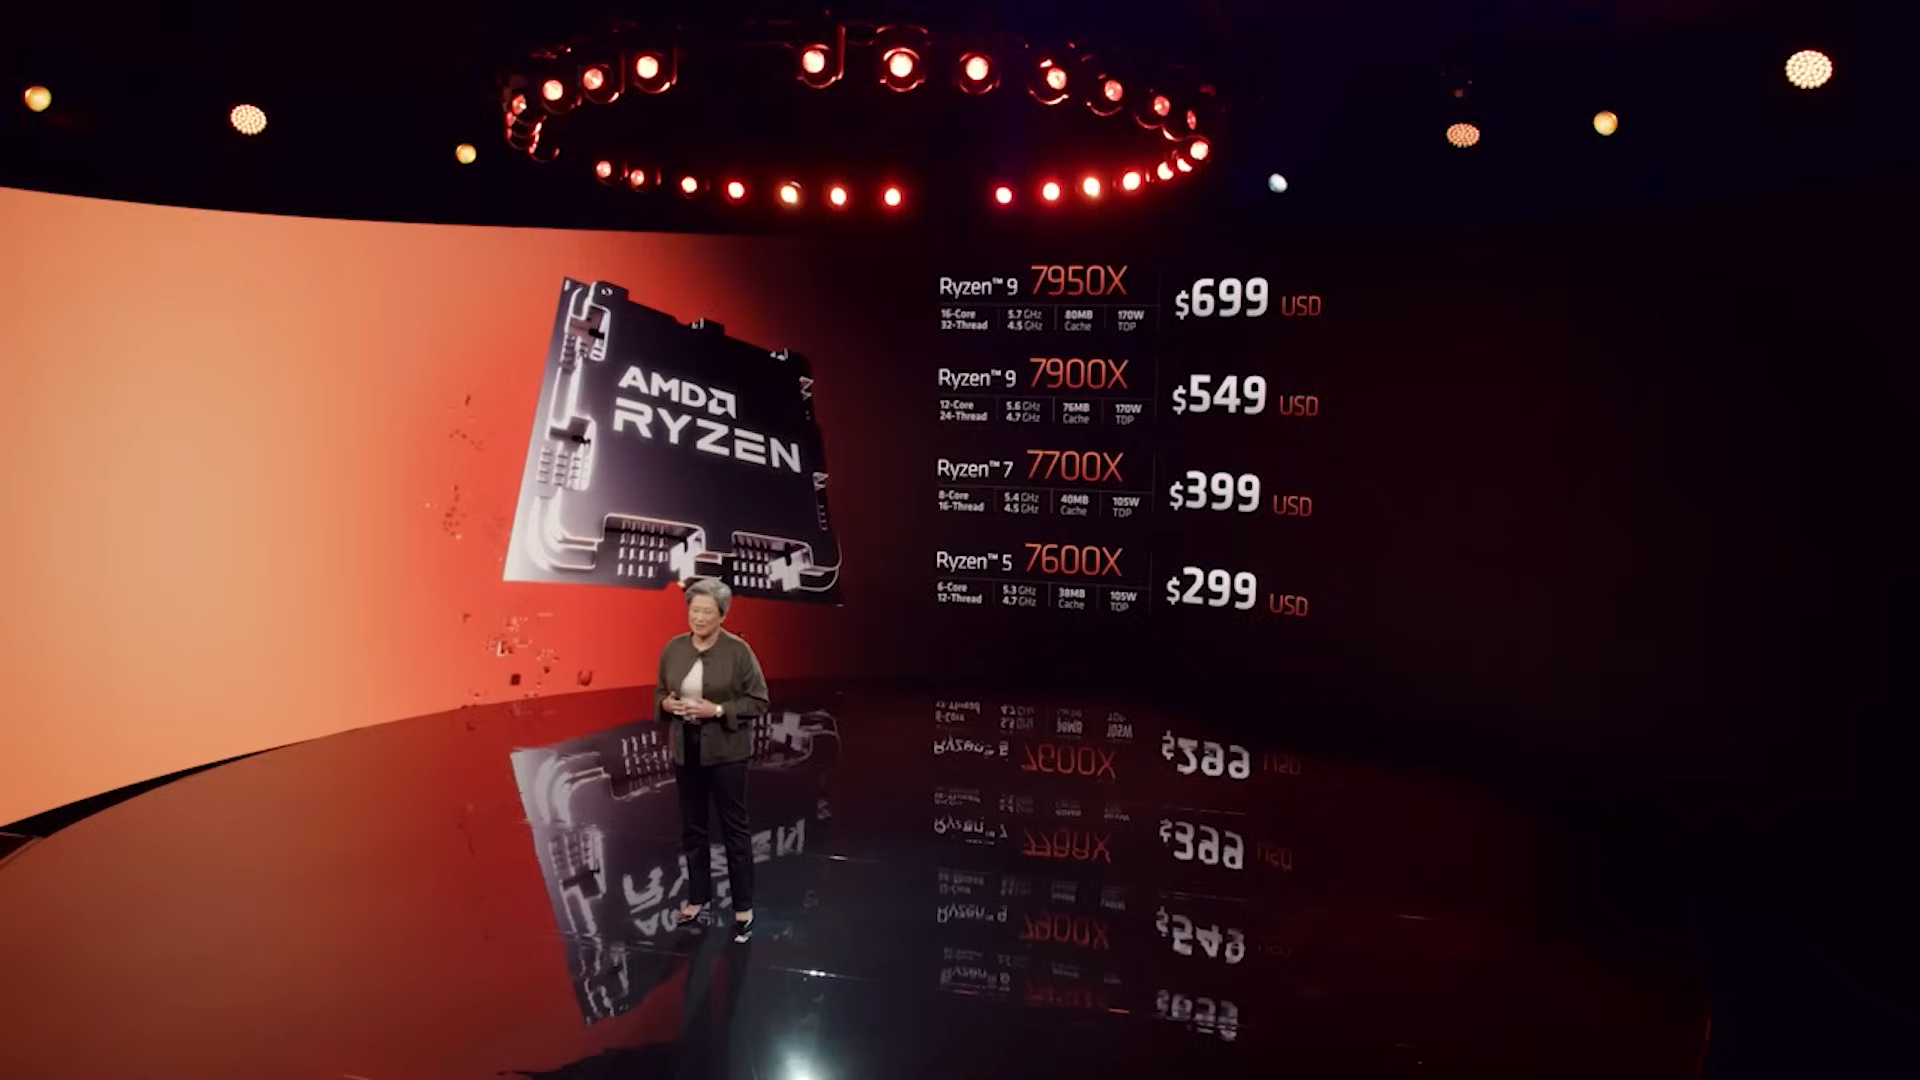 AMD
RYZEN
Ryzen™ 9 7950X
$699 USD
16-Core 5.7 GHz 80MB 170W
32-Thread 4.5 GHz Cache TDP
Ryzen™ 9 7900X
$549 USD
12-Core 5.6 GHz 76MB 170W
24-Thread 4.7 GHz Cache TDP
Ryzen™ 7 7700X
$399 USD
8-Core 5.4 GHz 40MB 105W
16-Thread 4.5 GHz Cache TDP
Ryzen™ 5 7600X
$299 USD
6-Core 5.3 GHz 38MB 105W
12-Thread 4.7 GHz Cache TDP